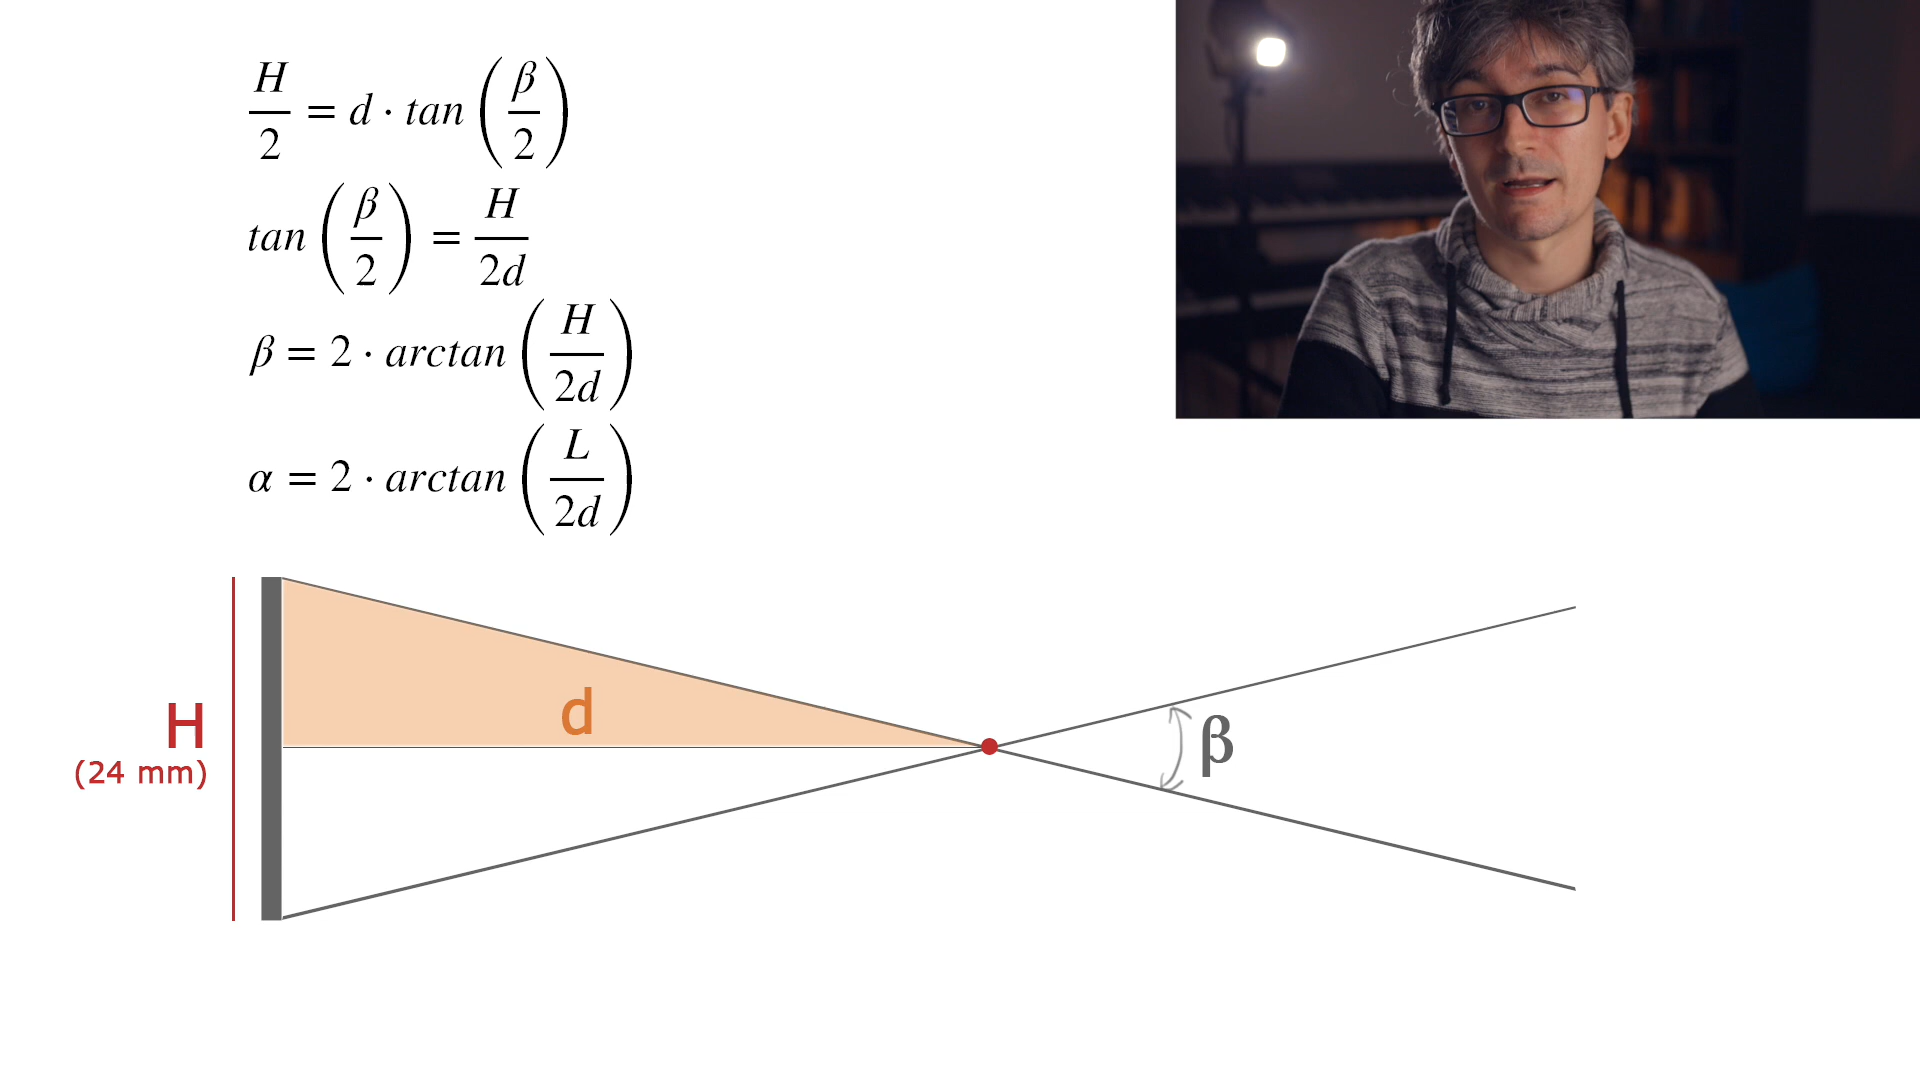 H/2 = d · tan(β/2)
tan(β/2) = H/2d
β = 2 · arctan(H/2d)
α = 2 · arctan(L/2d)
d
H
(24 mm)
β